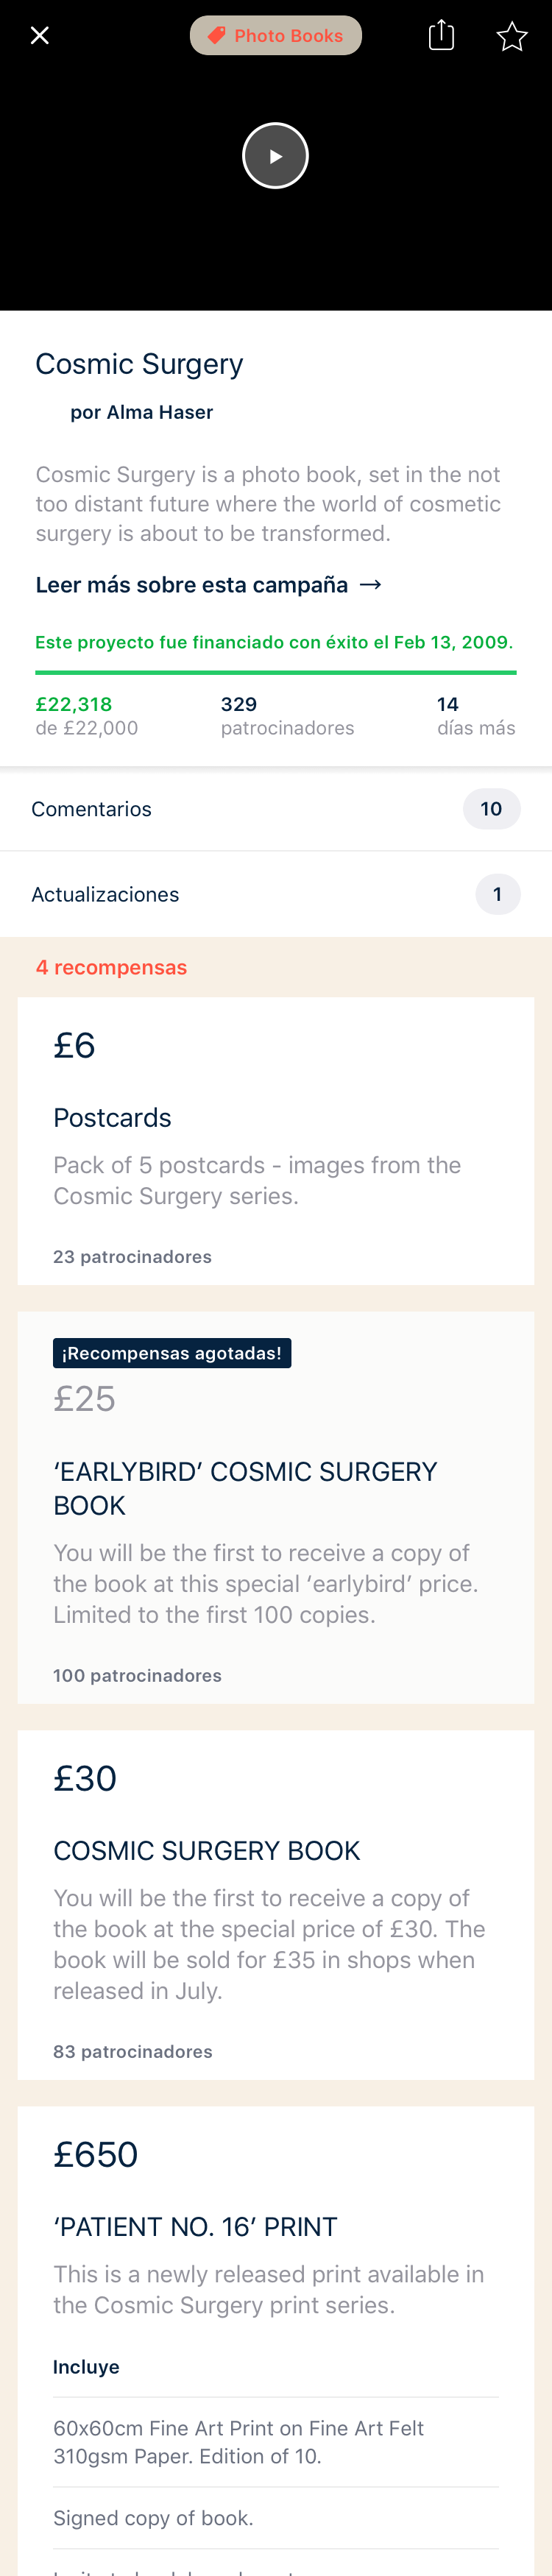 Photo Books
Cosmic Surgery
por Alma Haser
Cosmic Surgery is a photo book, set in the not
too distant future where the world of cosmetic
surgery is about to be transformed.
Leer más sobre esta campaña →
Este proyecto fue financiado con éxito el Feb 13, 2009.
£22,318
de £22,000
329
patrocinadores
14
días más
Comentarios
10
Actualizaciones
1
4 recompensas
£6
Postcards
Pack of 5 postcards - images from the
Cosmic Surgery series.
23 patrocinadores
¡Recompensas agotadas!
£25
‘EARLYBIRD’ COSMIC SURGERY
BOOK
You will be the first to receive a copy of
the book at this special ‘earlybird’ price.
Limited to the first 100 copies.
100 patrocinadores
£30
COSMIC SURGERY BOOK
You will be the first to receive a copy of
the book at the special price of £30. The
book will be sold for £35 in shops when
released in July.
83 patrocinadores
£650
‘PATIENT NO. 16’ PRINT
This is a newly released print available in
the Cosmic Surgery print series.
Incluye
60x60cm Fine Art Print on Fine Art Felt
310gsm Paper. Edition of 10.
Signed copy of book.